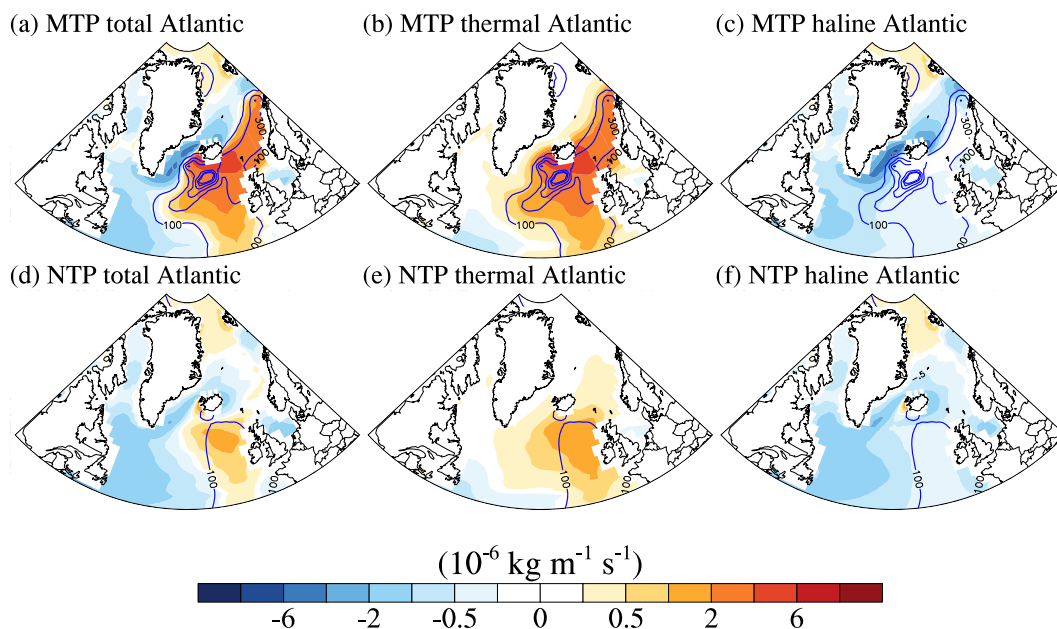 (a) MTP total Atlantic
(b) MTP thermal Atlantic
(c) MTP haline Atlantic
300
100
100
300
100
100
300
100
100
(d) NTP total Atlantic
(e) NTP thermal Atlantic
(f) NTP haline Atlantic
100
100
100
100
(10⁻⁶ kg m⁻¹ s⁻¹)
-6 -2 -0.5 0 0.5 2 6